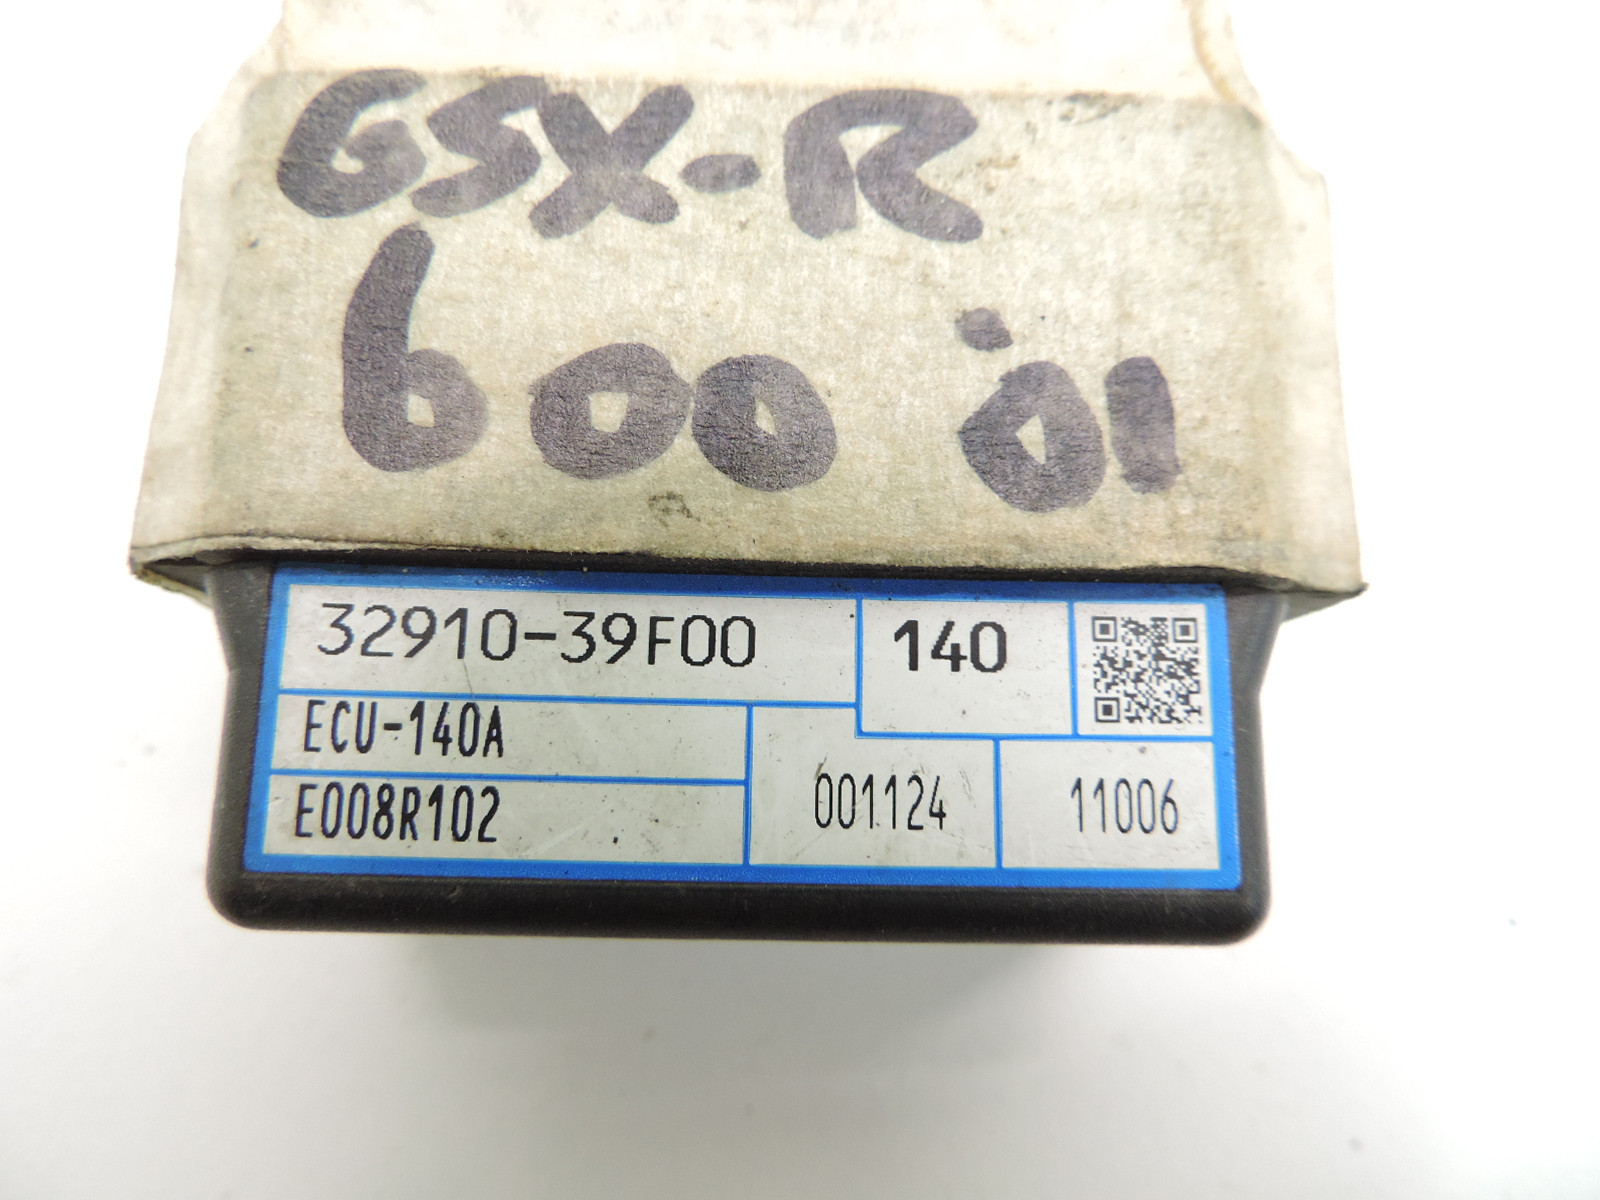 GSX-R
600 '01
32910-39F00 140
ECU-140A
E008R102 001124 11006